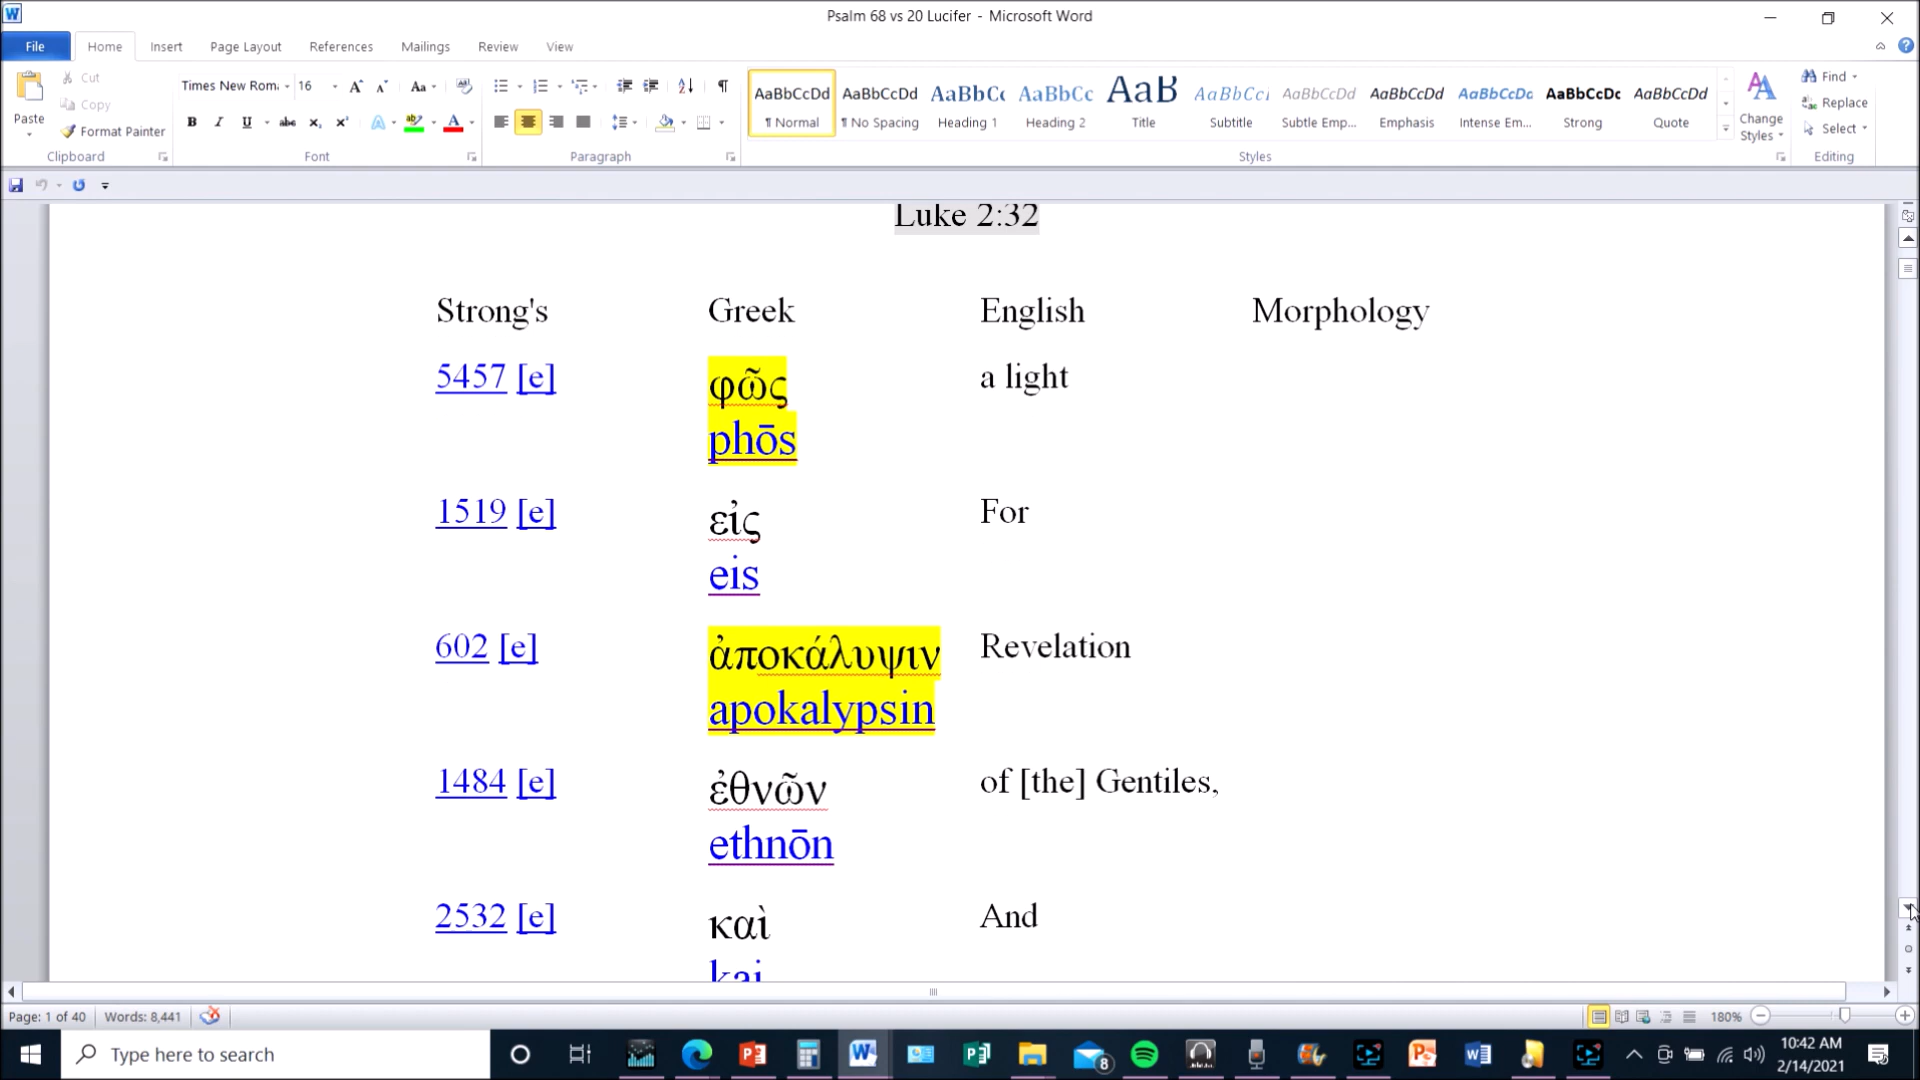 Psalm 68 vs 20 Lucifer - Microsoft Word
File Home Insert Page Layout References Mailings Review View
Paste
Cut
Copy
Format Painter
Clipboard
Times New Rom. 16
Font
Paragraph
AaBbCcDd AaBbCcDd AaBbCc AaBbCc AaB AaBbCcI AaBbCcDd AaBbCcDd AaBbCcDc AaBbCcDc AaBbCcDd
¶ Normal ¶ No Spacing Heading 1 Heading 2 Title Subtitle Subtle Emp... Emphasis Intense Em... Strong Quote
Change
Styles
Styles
Find
Replace
Select
Editing
Luke 2:32
Strong's Greek English Morphology
5457 [e] φῶς a light
phōs
1519 [e] εἰς For
eis
602 [e] ἀποκάλυψιν Revelation
apokalypsin
1484 [e] ἐθνῶν of [the] Gentiles,
ethnōn
2532 [e] καὶ And
kai
Page: 1 of 40 Words: 8,441 180%
Type here to search
8
10:42 AM
2/14/2021